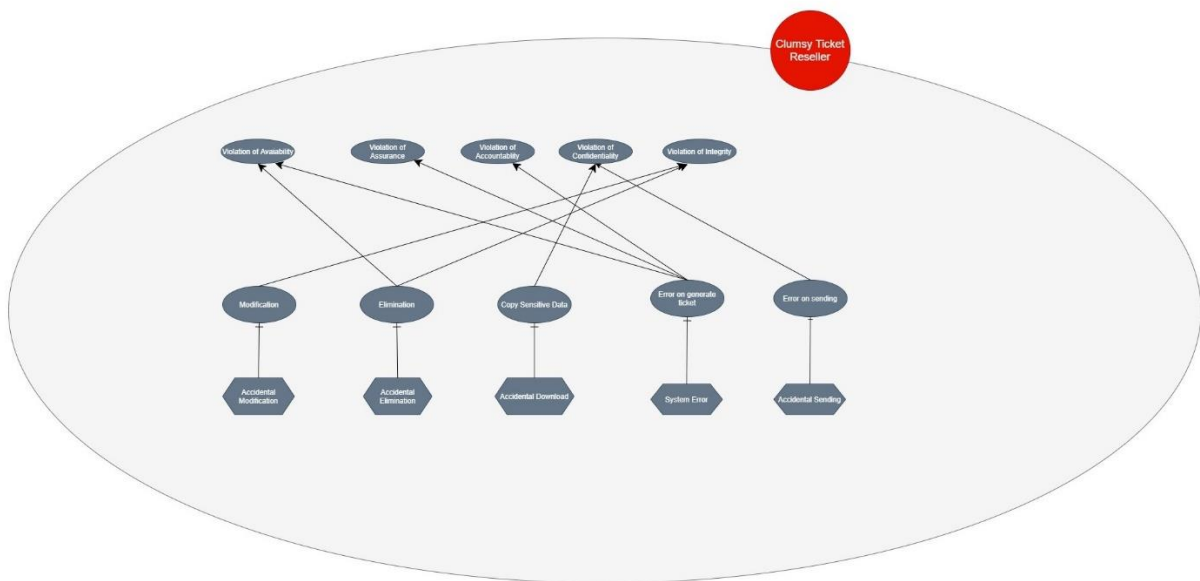 Clumsy Ticket
Reseller
Violation of Avaiability
Violation of
Assurance
Violation of
Accountablity
Violation of
Confidentiality
Violation of Integrity
Modification
Elimination
Copy Sensitive Data
Error on generate
ticket
Error on sending
Accidental
Modification
Accidental
Elimination
Accidental Download
System Error
Accidental Sending